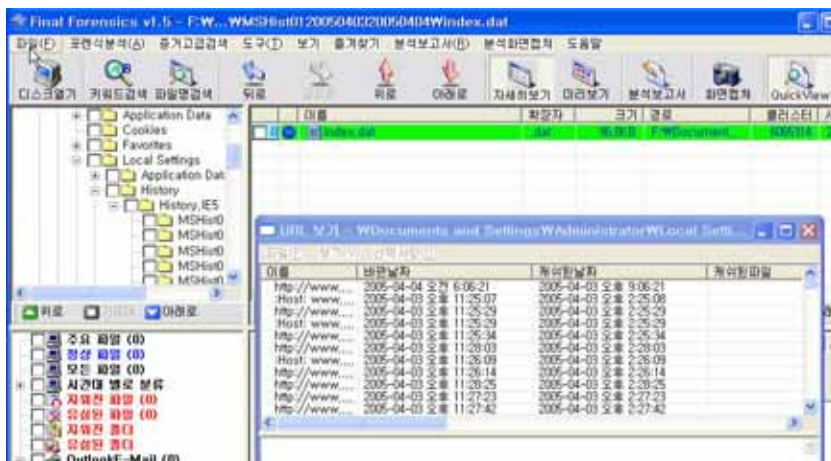 Final Forensics v1.5 - F:W...WMSHist012005040320050404Windex.dat
파일(F) 포렌식분석(A) 증거고급검색 도구(T) 보기 즐겨찾기 분석보고서(B) 분석화면캡쳐 도움말
디스크열기 키워드검색 파일명검색 뒤로 위로 아래로 자세히보기 미리보기 분석보고서 화면캡쳐 QuickView
Application Data
Cookies
Favorites
Local Settings
Application Dat
History
History.IE5
MSHist0
MSHist0
MSHist0
MSHist0
MSHist0
위로 아래로
이름 확장자 크기 경로 클러스터
index.dat .dat 96.0KB F:WDocument...
URL 보기 - WDocuments and SettingsWAdministratorWLocal Setti...
이름 바뀐날짜 캐쉬된날짜 캐쉬된파일
http://www.... 2005-04-04 오전 6:06:21 2005-04-03 오후 9:06:21
:Host: www.... 2005-04-03 오후 11:25:07 2005-04-03 오후 2:25:08
http://www.... 2005-04-03 오후 11:25:29 2005-04-03 오후 2:25:29
:Host: www.... 2005-04-03 오후 11:25:29 2005-04-03 오후 2:25:29
http://www.... 2005-04-03 오후 11:25:34 2005-04-03 오후 2:25:34
http://www.... 2005-04-03 오후 11:28:03 2005-04-03 오후 2:28:03
:Host: www.... 2005-04-03 오후 11:26:09 2005-04-03 오후 2:26:09
http://www.... 2005-04-03 오후 11:26:14 2005-04-03 오후 2:26:14
http://www.... 2005-04-03 오후 11:28:25 2005-04-03 오후 2:28:25
http://www.... 2005-04-03 오후 11:27:23 2005-04-03 오후 2:27:23
http://www.... 2005-04-03 오후 11:27:42 2005-04-03 오후 2:27:42
주요 파일 (0)
정상 파일 (0)
모든 파일 (0)
시간대 별로 분류
지워진 파일 (0)
유실된 파일 (0)
지워진 폴더
유실된 폴더
OutlookE-Mail (0)